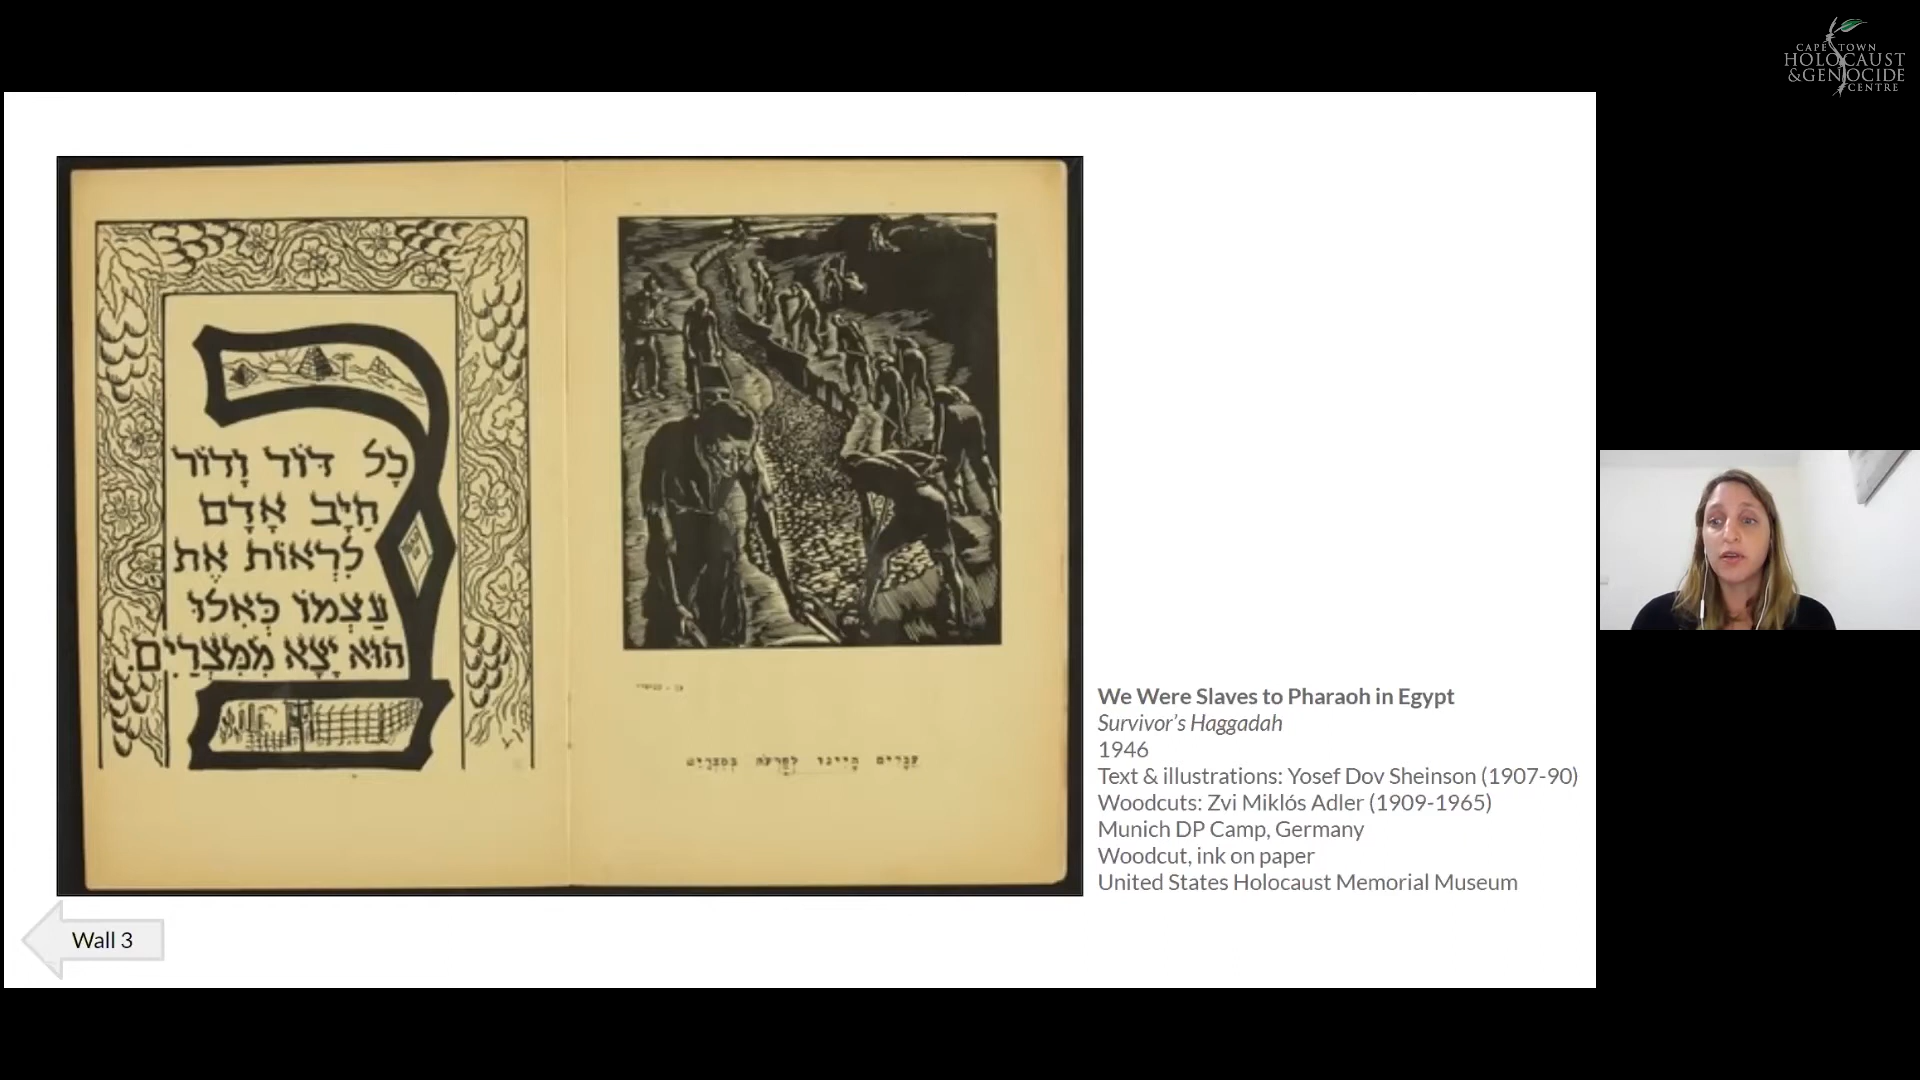 CAPE TOWN
HOLOCAUST
& GENOCIDE
CENTRE
בְּ
כָל דּוֹר וָדוֹר
חַיָב אָדָם
לִרְאוֹת אֶת
עַצְמוֹ כְּאִלוּ
הוּא יָצָא מִמִצְרַיִם.
עֲבָדִים הָיִינוּ לְפַרְעֹה בְּמִצְרַיִם
We Were Slaves to Pharaoh in Egypt
Survivor's Haggadah
1946
Text & illustrations: Yosef Dov Sheinson (1907-90)
Woodcuts: Zvi Miklós Adler (1909-1965)
Munich DP Camp, Germany
Woodcut, ink on paper
United States Holocaust Memorial Museum
Wall 3